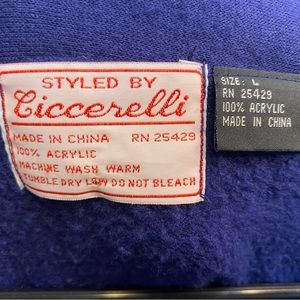 STYLED BY
Ciccerelli
MADE IN CHINA RN 25429
100% ACRYLIC
MACHINE WASH WARM
TUMBLE DRY LOW DO NOT BLEACH
SIZE: L
RN 25429
100% ACRYLIC
MADE IN CHINA